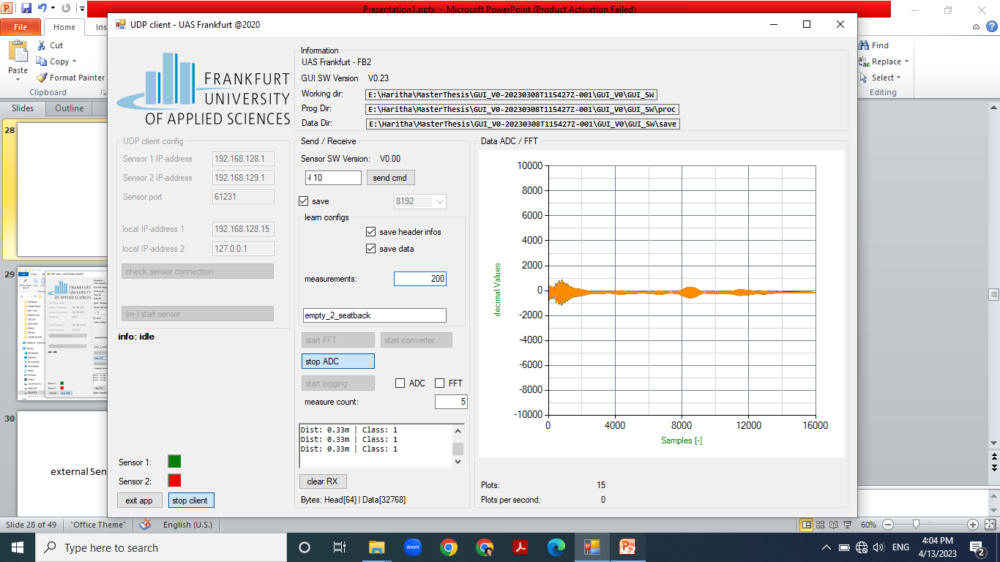 Presentation1.pptx - Microsoft PowerPoint (Product Activation Failed)
File
Home
Ins
Paste
Cut
Copy
Format Painter
Clipboard
Find
Replace
Select
Editing
Slides
Outline
28
29
30
external Sen
UDP client - UAS Frankfurt @2020
FRANKFURT
UNIVERSITY
OF APPLIED SCIENCES
Information
UAS Frankfurt - FB2
GUI SW Version V0.23
Working dir: E:\Haritha\MasterThesis\GUI_V0-20230308T115427Z-001\GUI_V0\GUI_SW
Prog Dir: E:\Haritha\MasterThesis\GUI_V0-20230308T115427Z-001\GUI_V0\GUI_SW\proc
Data Dir: E:\Haritha\MasterThesis\GUI_V0-20230308T115427Z-001\GUI_V0\GUI_SW\save
UDP client config
Sensor 1 IP-address 192.168.128.1
Sensor 2 IP-address 192.168.129.1
Sensor port 61231
local IP-address 1 192.168.128.15
local IP-address 2 127.0.0.1
check sensor connection
(re-) start sensor
info: idle
Sensor 1:
Sensor 2:
exit app
stop client
Send / Receive
Sensor SW Version: V0.00
-l 10
send cmd
save
8192
learn configs
save header infos
save data
measurements: 200
empty_2_seatback
start FFT
start converter
stop ADC
start logging
ADC
FFT
measure count: 5
Dist: 0.33m | Class: 1
Dist: 0.33m | Class: 1
Dist: 0.33m | Class: 1
clear RX
Bytes: Head[64] | Data[32768]
Data ADC / FFT
10000
8000
6000
4000
2000
0
-2000
-4000
-6000
-8000
-10000
decimal Values
0 4000 8000 12000 16000
Samples [-]
Plots: 15
Plots per second: 0
Slide 28 of 49
"Office Theme"
English (U.S.)
60%
Type here to search
zoom
ENG
4:04 PM
4/13/2023
2